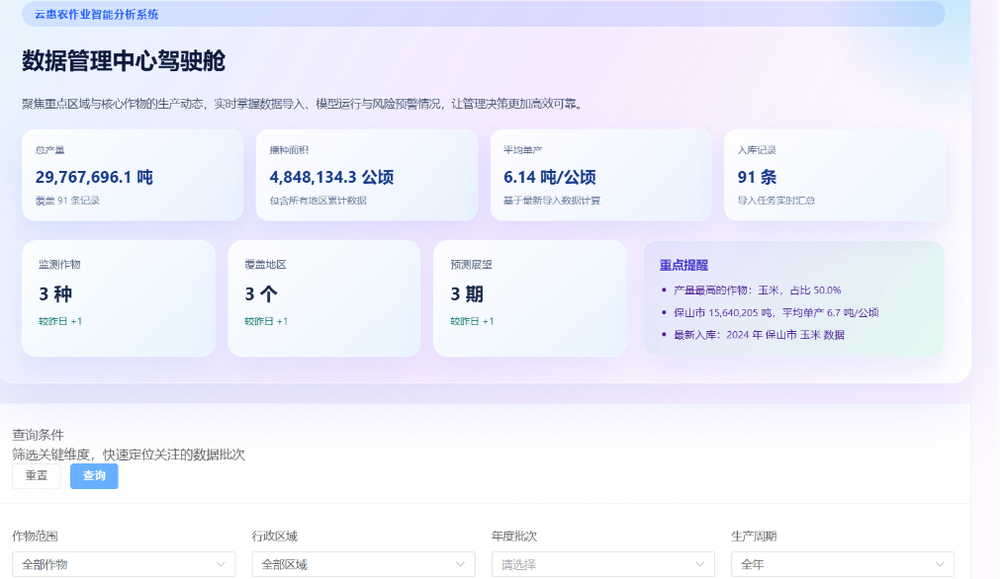 云惠农作业智能分析系统
数据管理中心驾驶舱
聚焦重点区域与核心作物的生产动态，实时掌握数据导入、模型运行与风险预警情况，让管理决策更加高效可靠。
总产量
29,767,696.1 吨
覆盖 91 条记录
播种面积
4,848,134.3 公顷
包含所有地区累计数据
平均单产
6.14 吨/公顷
基于最新导入数据计算
入库记录
91 条
导入任务实时汇总
监测作物
3 种
较昨日 +1
覆盖地区
3 个
较昨日 +1
预测展望
3 期
较昨日 +1
重点提醒
• 产量最高的作物：玉米，占比 50.0%
• 保山市 15,640,205 吨，平均单产 6.7 吨/公顷
• 最新入库：2024 年 保山市 玉米 数据
查询条件
筛选关键维度，快速定位关注的数据批次
重置
查询
作物范围
全部作物
行政区域
全部区域
年度批次
请选择
生产周期
全年